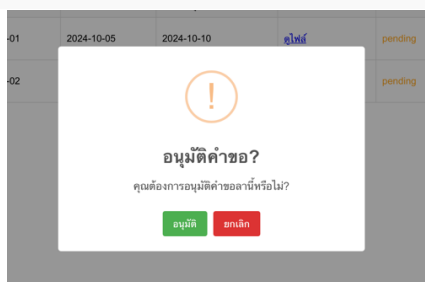 -01 2024-10-05 2024-10-10 ดูไฟล์ pending
-02 pending
!
อนุมัติคำขอ?
คุณต้องการอนุมัติคำขอลานี้หรือไม่?
อนุมัติ ยกเลิก